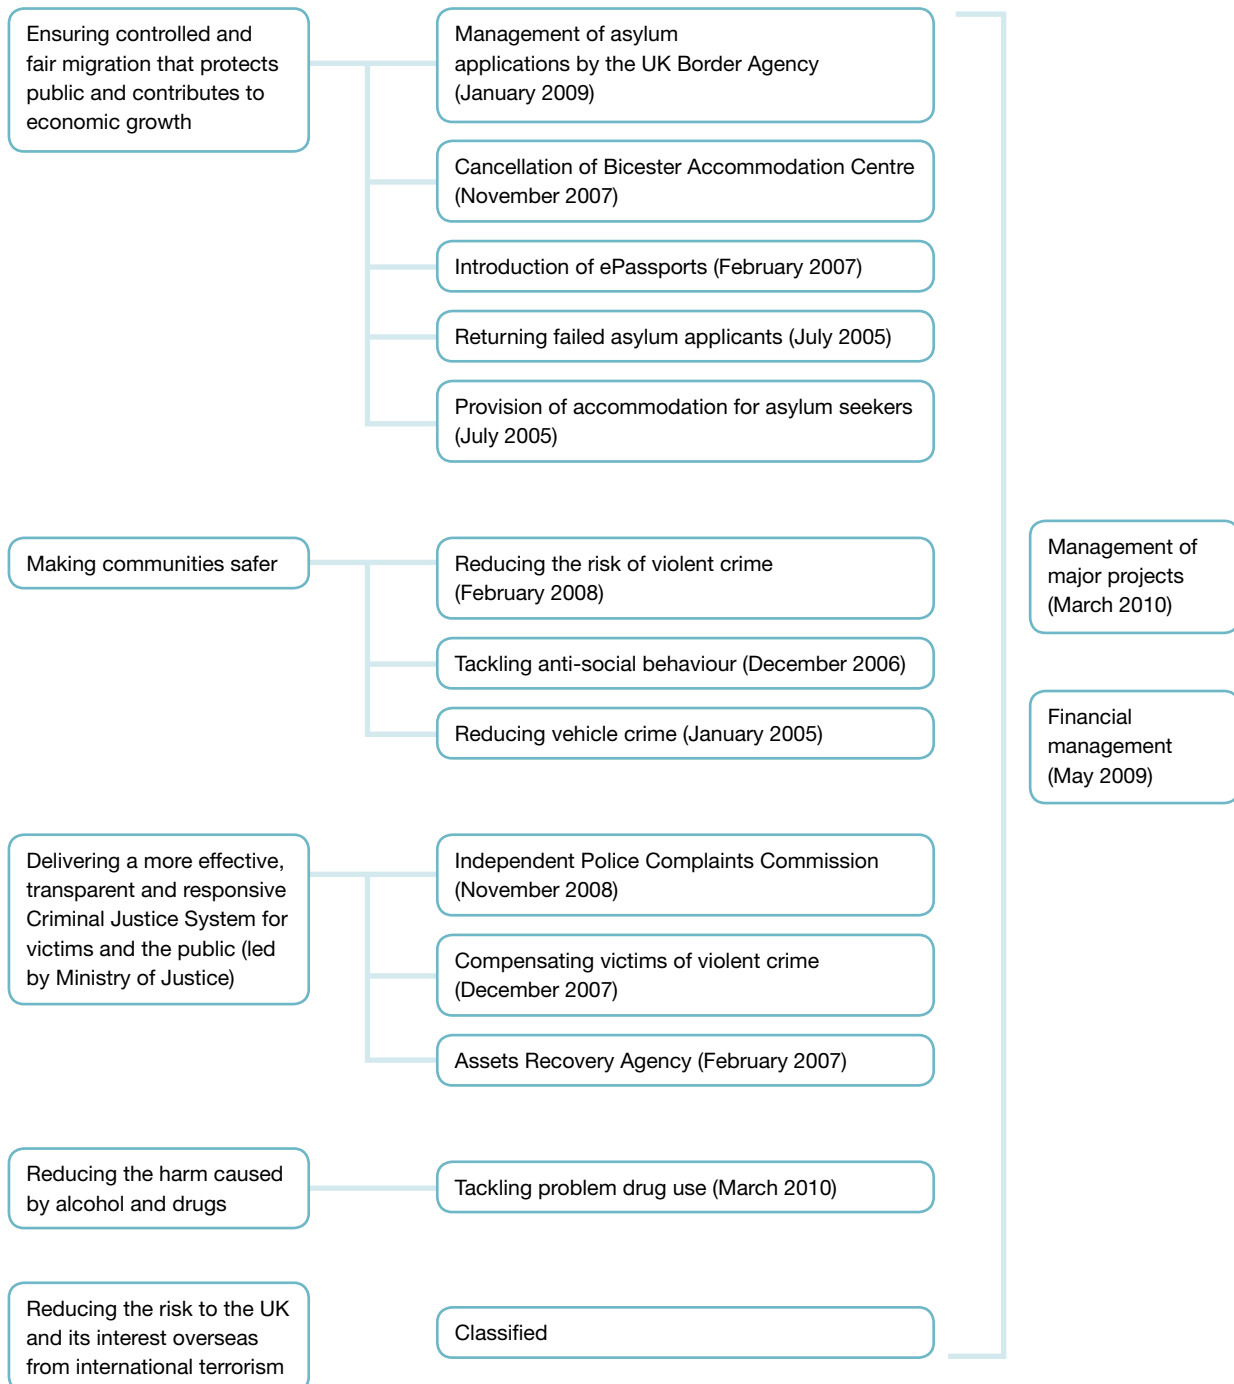 Ensuring controlled and
fair migration that protects
public and contributes to
economic growth
Management of asylum
applications by the UK Border Agency
(January 2009)
Cancellation of Bicester Accommodation Centre
(November 2007)
Introduction of ePassports (February 2007)
Returning failed asylum applicants (July 2005)
Provision of accommodation for asylum seekers
(July 2005)
Making communities safer
Reducing the risk of violent crime
(February 2008)
Tackling anti-social behaviour (December 2006)
Reducing vehicle crime (January 2005)
Delivering a more effective,
transparent and responsive
Criminal Justice System for
victims and the public (led
by Ministry of Justice)
Independent Police Complaints Commission
(November 2008)
Compensating victims of violent crime
(December 2007)
Assets Recovery Agency (February 2007)
Reducing the harm caused
by alcohol and drugs
Tackling problem drug use (March 2010)
Reducing the risk to the UK
and its interest overseas
from international terrorism
Classified
Management of
major projects
(March 2010)
Financial
management
(May 2009)